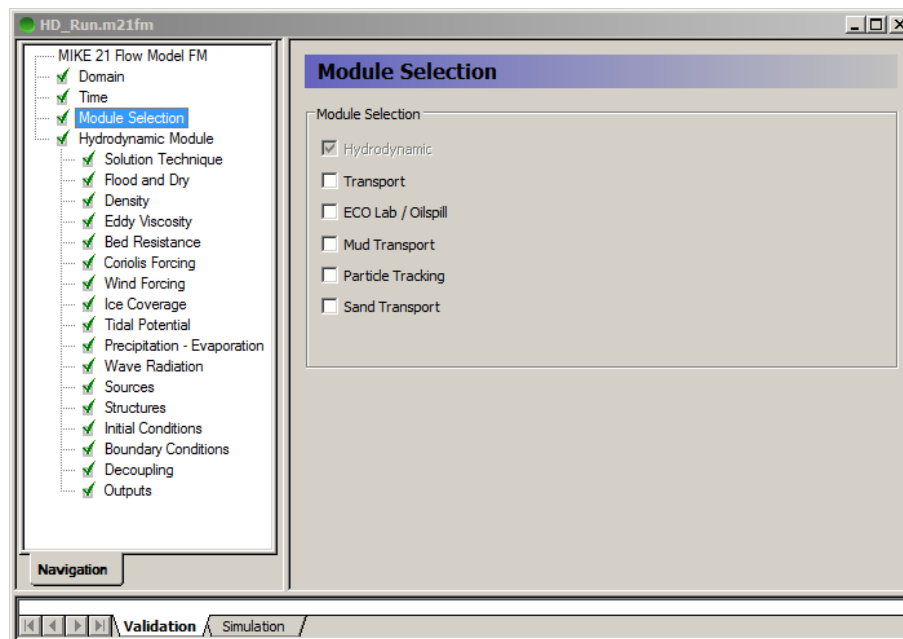 HD_Run.m21fm
MIKE 21 Flow Model FM
Domain
Time
Module Selection
Hydrodynamic Module
Solution Technique
Flood and Dry
Density
Eddy Viscosity
Bed Resistance
Coriolis Forcing
Wind Forcing
Ice Coverage
Tidal Potential
Precipitation - Evaporation
Wave Radiation
Sources
Structures
Initial Conditions
Boundary Conditions
Decoupling
Outputs
Navigation
Module Selection
Module Selection
Hydrodynamic
Transport
ECO Lab / Oilspill
Mud Transport
Particle Tracking
Sand Transport
Validation
Simulation